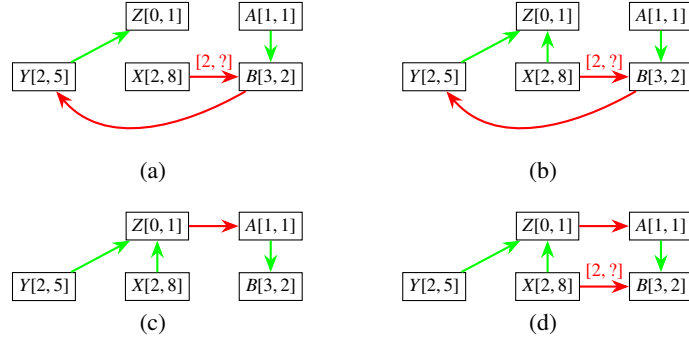 Z[0, 1] A[1, 1] Z[0, 1] A[1, 1]
[2, ?] [2, ?]
Y[2, 5] X[2, 8] B[3, 2] Y[2, 5] X[2, 8] B[3, 2]
(a) (b)
Z[0, 1] A[1, 1] Z[0, 1] A[1, 1]
[2, ?]
Y[2, 5] X[2, 8] B[3, 2] Y[2, 5] X[2, 8] B[3, 2]
(c) (d)